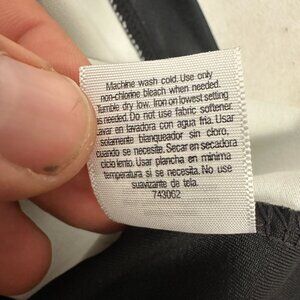 Machine wash cold. Use only
non-chlorine bleach when needed.
Tumble dry low. Iron on lowest setting
as needed. Do not use fabric softener.
Lavar en lavadora con agua fria. Usar
solamente blanqueador sin cloro,
cuando se necesite. Secar en secadora
ciclo lento. Usar plancha en minima
temperatura si se necesita. No use
suavizante de tela.
743062